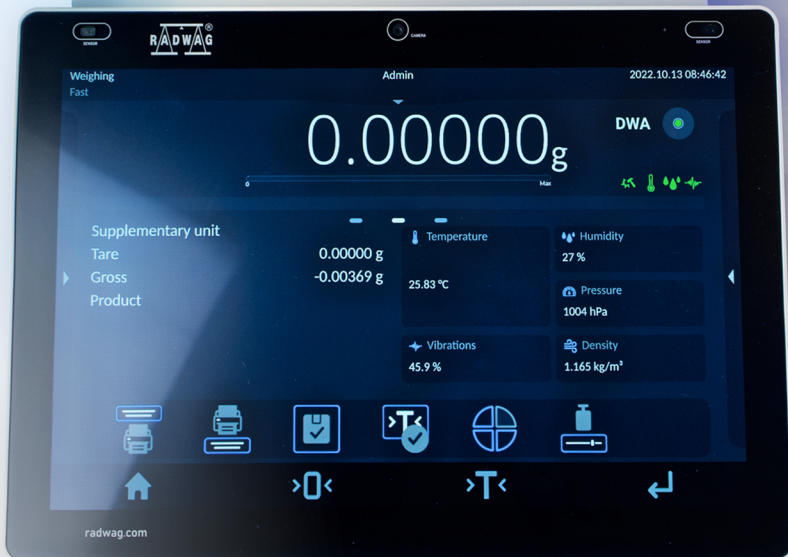 SENSOR
RADWAG®
CAMERA
SENSOR
Weighing
Admin
2022.10.13 08:46:42
Fast
0.00000g
DWA
0
Max
Supplementary unit
Tare 0.00000 g
Gross -0.00369 g
Product
Temperature
25.83 °C
Humidity
27 %
Pressure
1004 hPa
Vibrations
45.9 %
Density
1.165 kg/m³
>T<
>0<
>T<
radwag.com